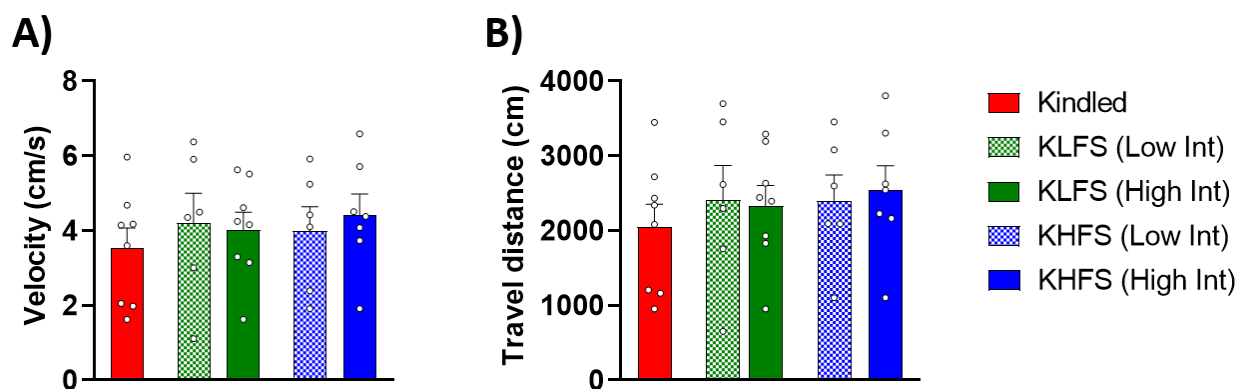 A)
Velocity (cm/s)
8
6
4
2
0
B)
Travel distance (cm)
4000
3000
2000
1000
0
Kindled
KLFS (Low Int)
KLFS (High Int)
KHFS (Low Int)
KHFS (High Int)